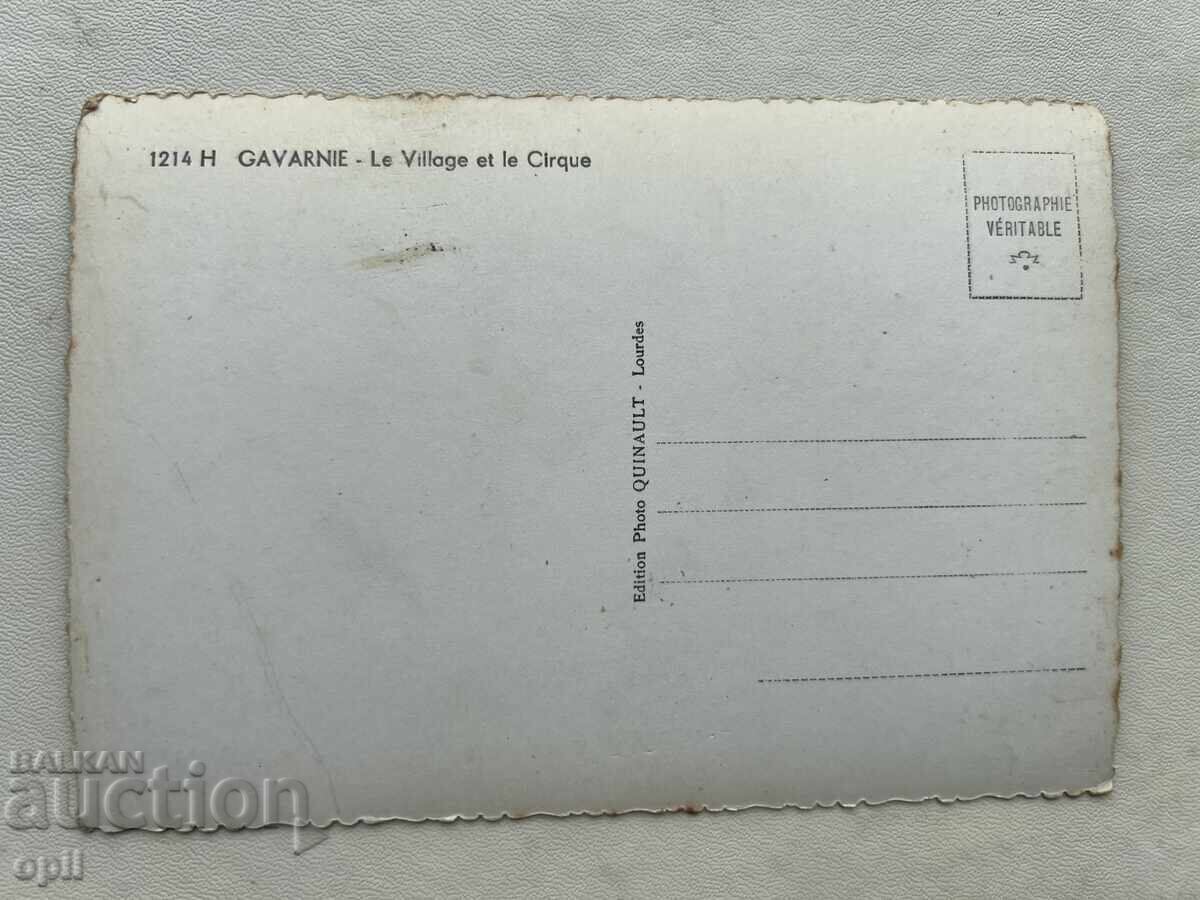 1214 H GAVARNIE - Le Village et le Cirque
PHOTOGRAPHIE
VÉRITABLE
Edition Photo QUINAULT - Lourdes
BALKAN
auction
opil